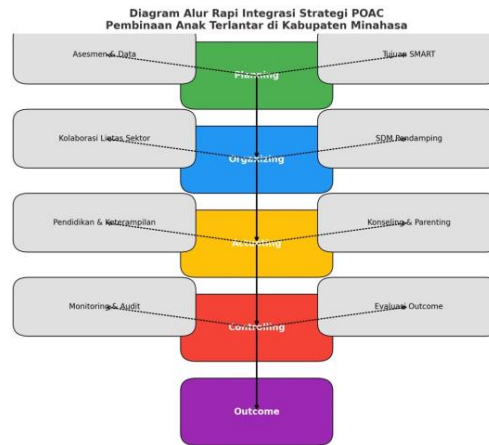 Diagram Alur Rapi Integrasi Strategi POAC
Pembinaan Anak Terlantar di Kabupaten Minahasa
Asesmen & Data
Planning
Tujuan SMART
Kolaborasi Lintas Sektor
Organizing
SDM Pendamping
Pendidikan & Keterampilan
Actuating
Konseling & Parenting
Monitoring & Audit
Controlling
Evaluasi Outcome
Outcome